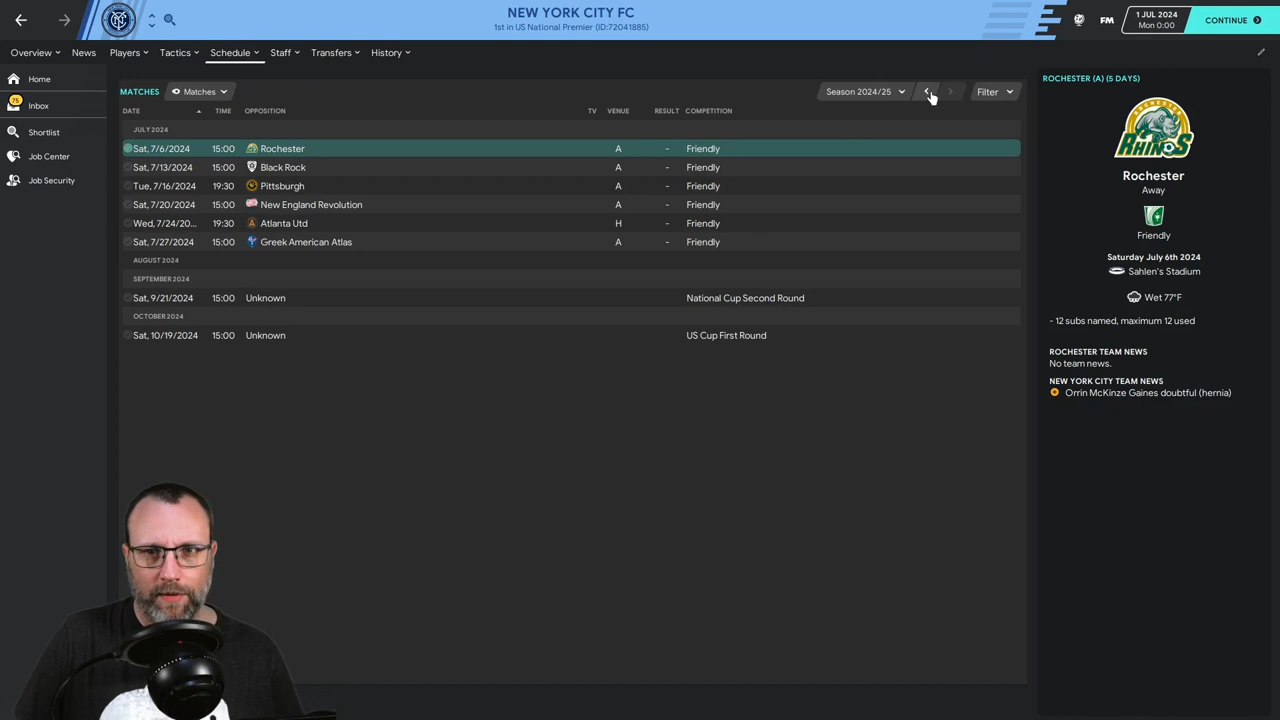 NEW YORK CITY FC
1st in US National Premier (ID:72041885)
FM
1 JUL 2024
Mon 0:00
CONTINUE
Overview
News
Players
Tactics
Schedule
Staff
Transfers
History
Home
75
Inbox
Shortlist
Job Center
Job Security
MATCHES
Matches
Season 2024/25
Filter
DATE TIME OPPOSITION TV VENUE RESULT COMPETITION
JULY 2024
Sat, 7/6/2024 15:00 Rochester A - Friendly
Sat, 7/13/2024 15:00 Black Rock A - Friendly
Tue, 7/16/2024 19:30 Pittsburgh A - Friendly
Sat, 7/20/2024 15:00 New England Revolution A - Friendly
Wed, 7/24/20... 19:30 Atlanta Utd H - Friendly
Sat, 7/27/2024 15:00 Greek American Atlas A - Friendly
AUGUST 2024
SEPTEMBER 2024
Sat, 9/21/2024 15:00 Unknown National Cup Second Round
OCTOBER 2024
Sat, 10/19/2024 15:00 Unknown US Cup First Round
ROCHESTER (A) (5 DAYS)
ROCHESTER
RHINOS
Rochester
Away
Friendly
Saturday July 6th 2024
Sahlen's Stadium
Wet 77°F
- 12 subs named, maximum 12 used
ROCHESTER TEAM NEWS
No team news.
NEW YORK CITY TEAM NEWS
Orrin McKinze Gaines doubtful (hernia)